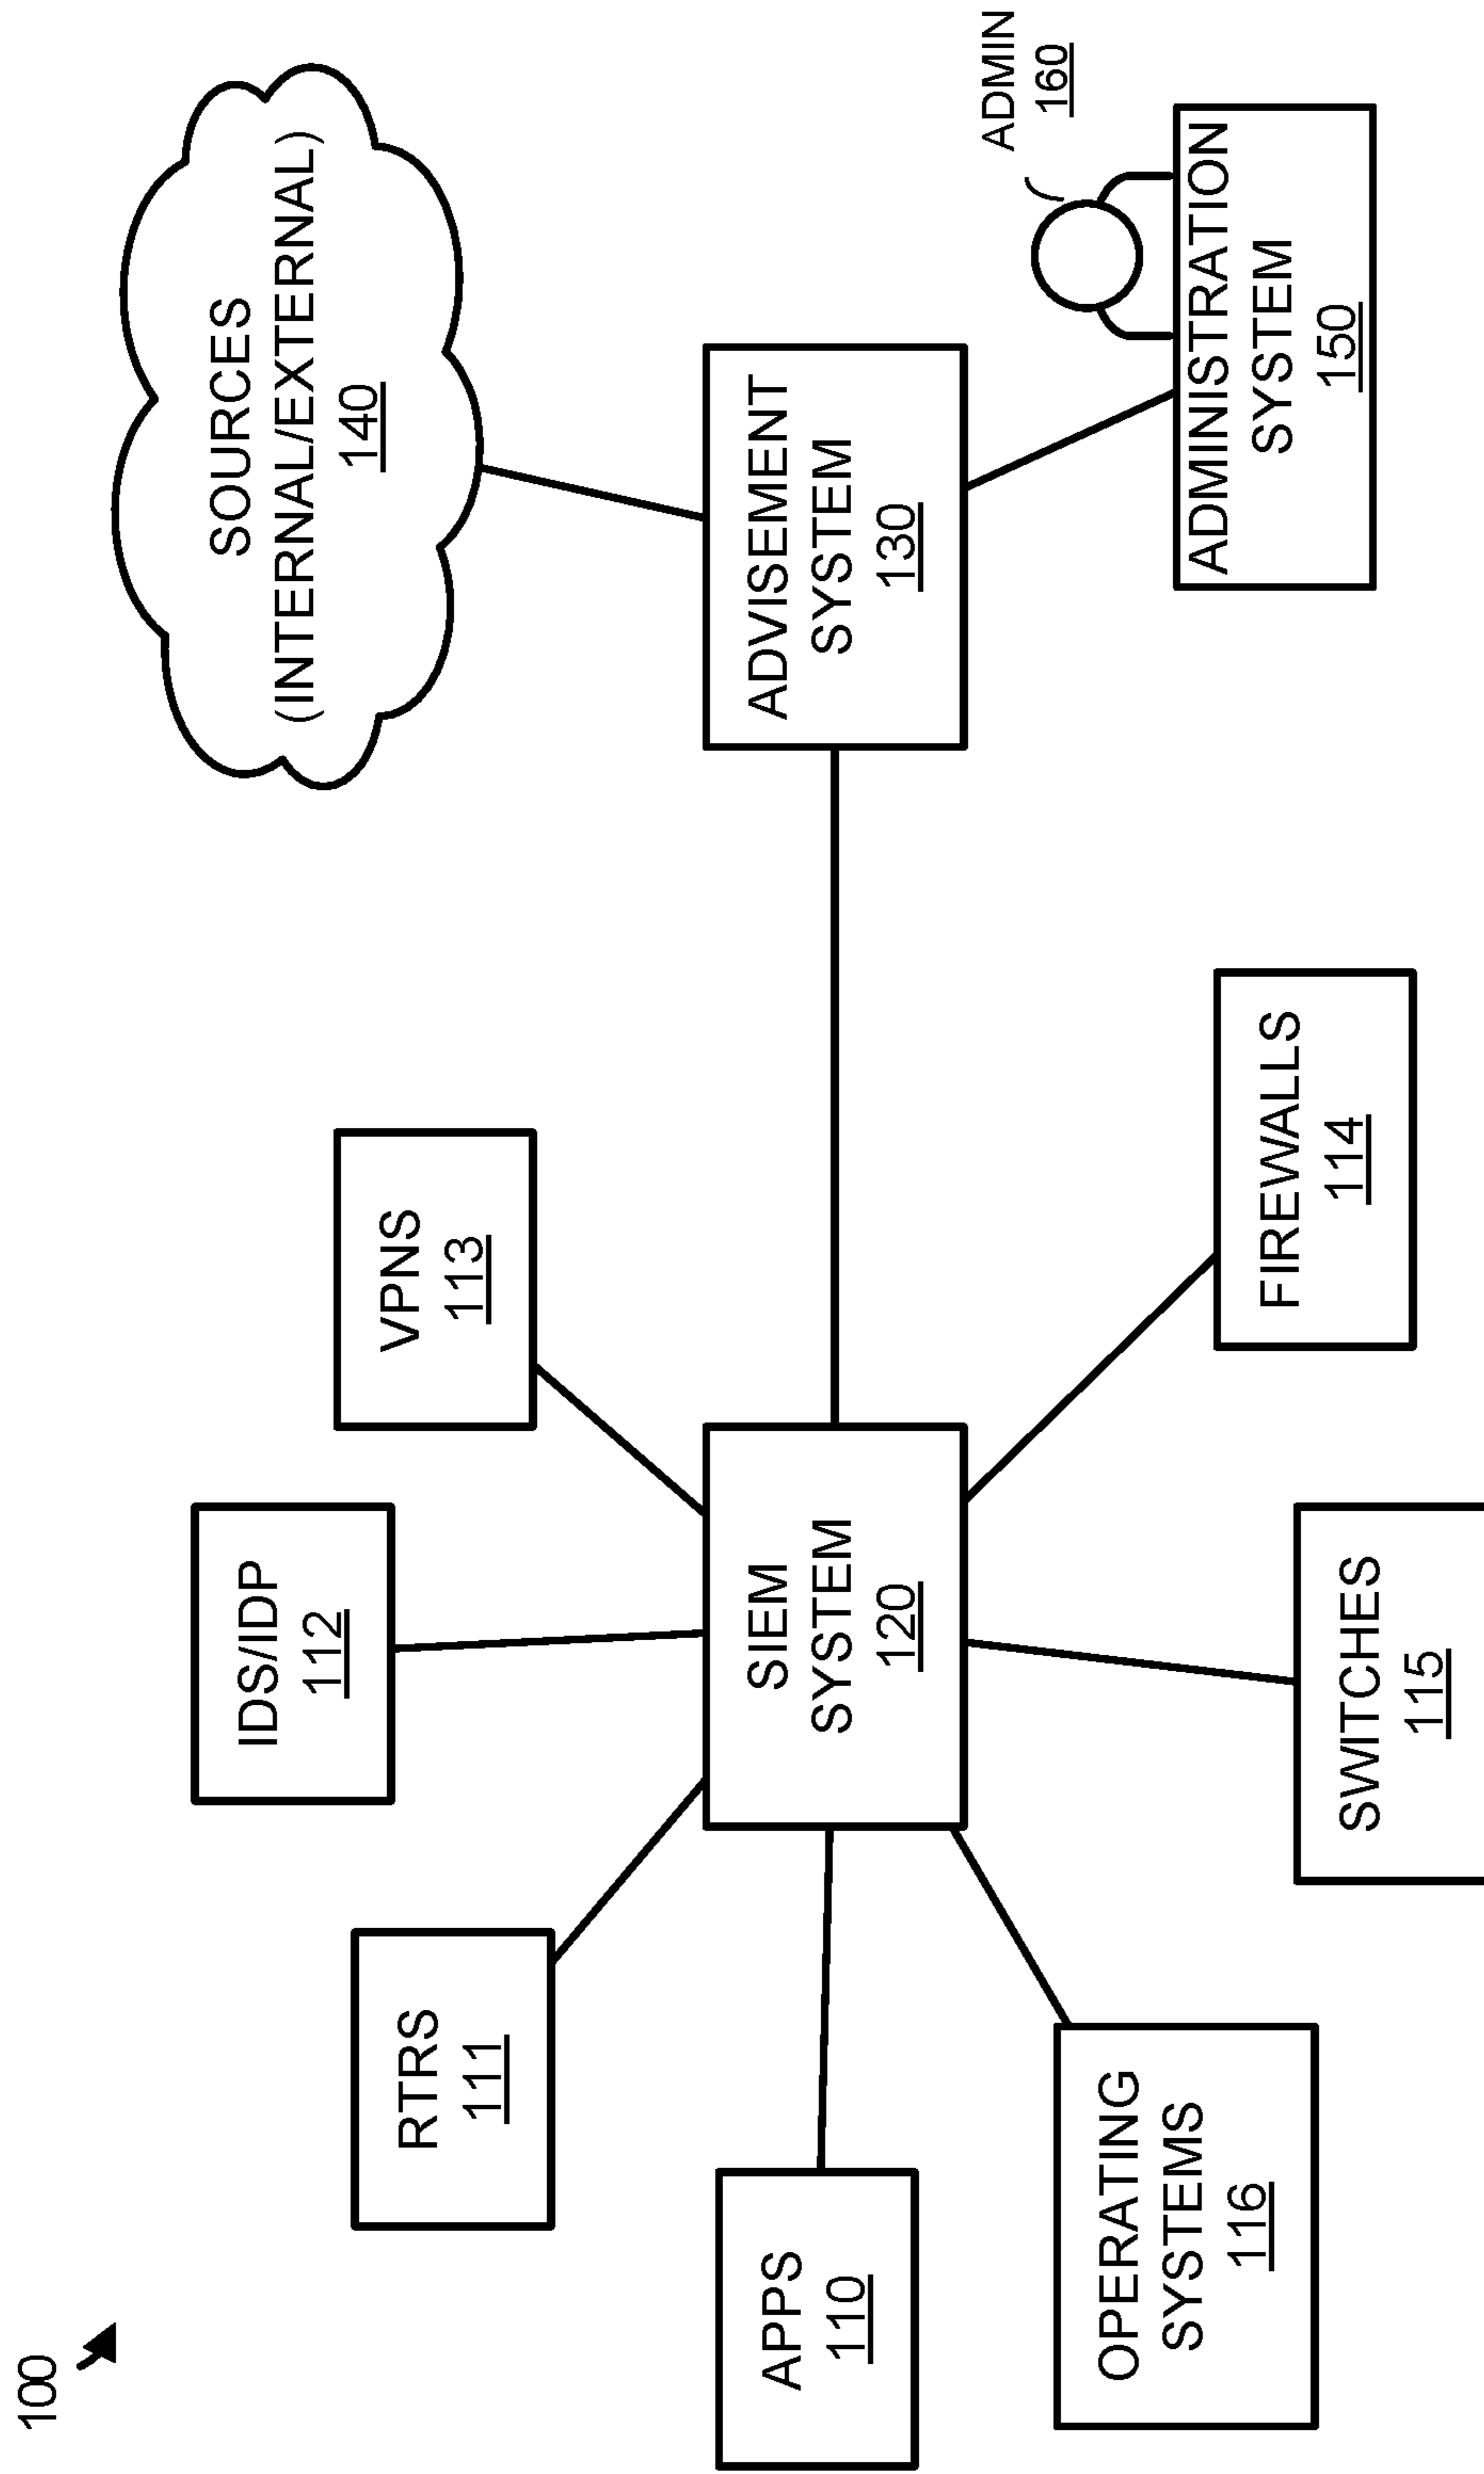 100
SOURCES
(INTERNAL/EXTERNAL)
140
IDS/IDP
112
VPNS
113
RTRS
111
APPS
110
SIEM
SYSTEM
120
ADVISEMENT
SYSTEM
130
ADMIN
160
ADMINISTRATION
SYSTEM
150
OPERATING
SYSTEMS
116
SWITCHES
115
FIREWALLS
114